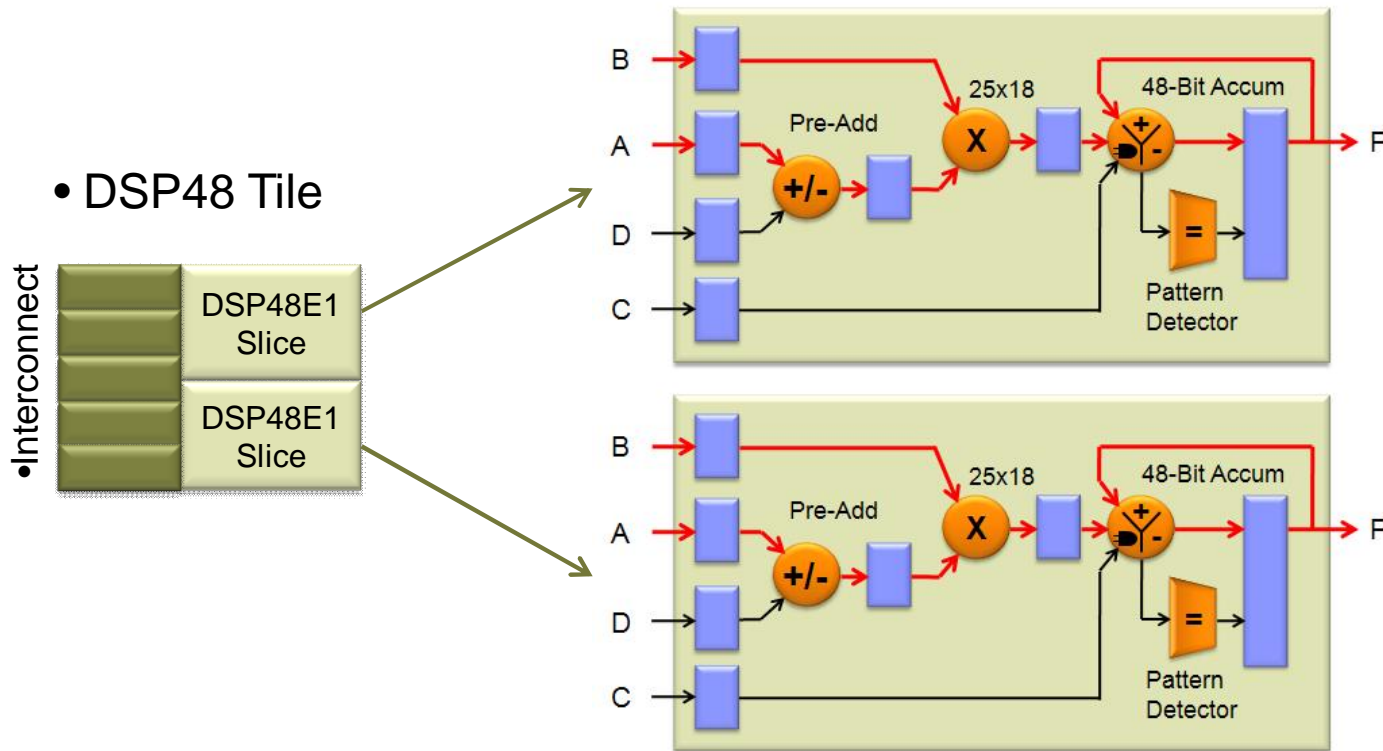 • DSP48 Tile
•Interconnect
DSP48E1
Slice
DSP48E1
Slice
B
A
D
C
Pre-Add
+/-
25x18
X
48-Bit Accum
+
-
=
Pattern
Detector
P
B
A
D
C
Pre-Add
+/-
25x18
X
48-Bit Accum
+
-
=
Pattern
Detector
P